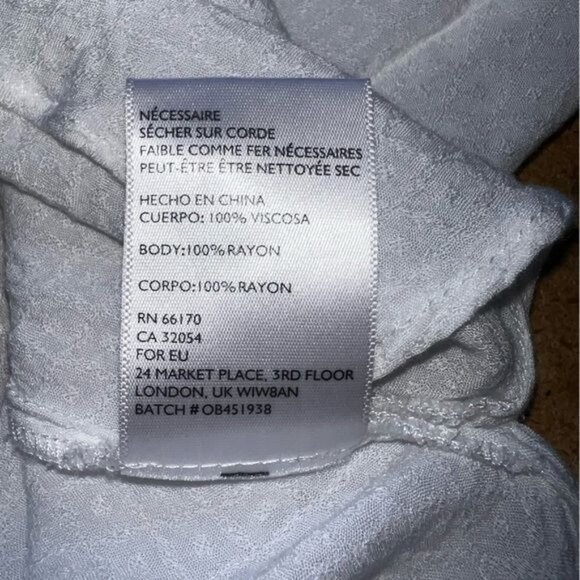 NÉCESSAIRE
SÉCHER SUR CORDE
FAIBLE COMME FER NÉCESSAIRES
PEUT-ÊTRE ÊTRE NETTOYÉE SEC
HECHO EN CHINA
CUERPO: 100% VISCOSA
BODY:100% RAYON
CORPO:100% RAYON
RN 66170
CA 32054
FOR EU
24 MARKET PLACE, 3RD FLOOR
LONDON, UK WIW8AN
BATCH # OB451938